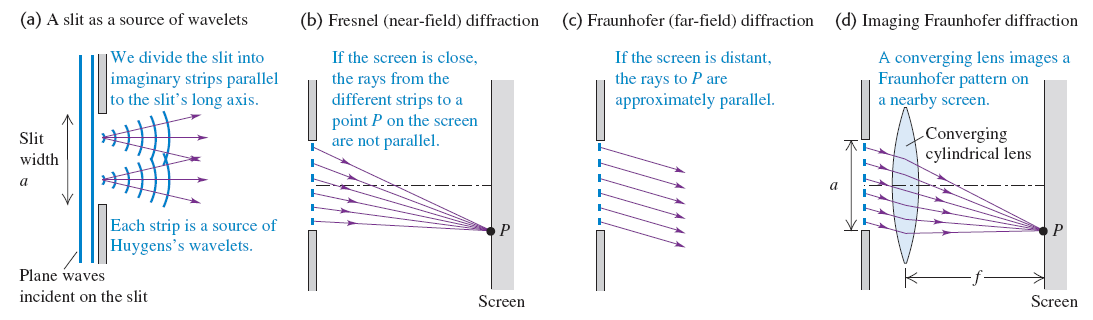 (a) A slit as a source of wavelets
We divide the slit into
imaginary strips parallel
to the slit's long axis.
Slit
width
a
Each strip is a source of
Huygens's wavelets.
Plane waves
incident on the slit
(b) Fresnel (near-field) diffraction
If the screen is close,
the rays from the
different strips to a
point P on the screen
are not parallel.
P
Screen
(c) Fraunhofer (far-field) diffraction
If the screen is distant,
the rays to P are
approximately parallel.
(d) Imaging Fraunhofer diffraction
A converging lens images a
Fraunhofer pattern on
a nearby screen.
Converging
cylindrical lens
a
P
f
Screen